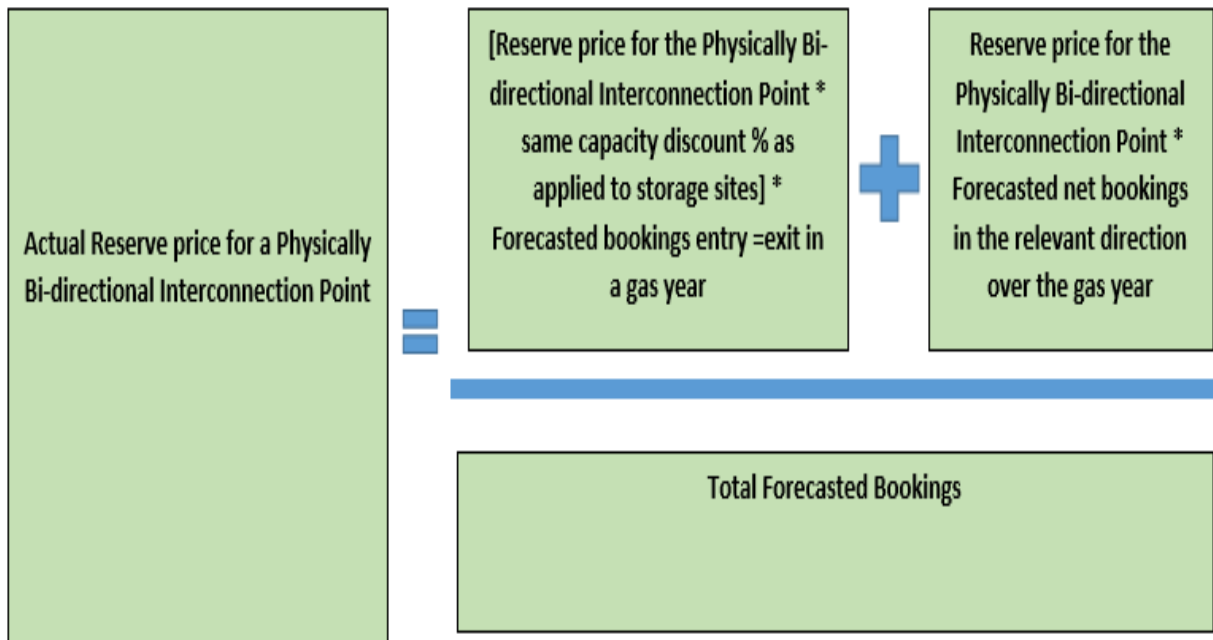 Actual Reserve price for a Physically
Bi-directional Interconnection Point
[Reserve price for the Physically Bi-
directional Interconnection Point *
same capacity discount % as
applied to storage sites] *
Forecasted bookings entry =exit in
a gas year
Reserve price for the
Physically Bi-directional
Interconnection Point *
Forecasted net bookings
in the relevant direction
over the gas year
Total Forecasted Bookings